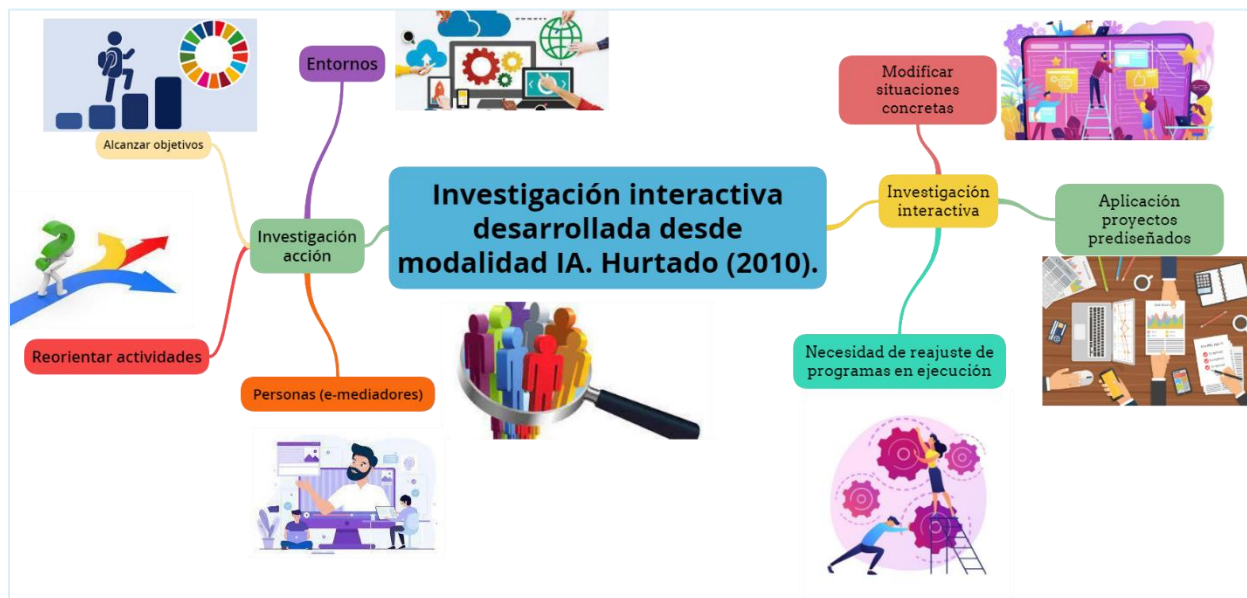 Investigación interactiva
desarrollada desde
modalidad IA. Hurtado (2010).
Investigación
acción
Entornos
Alcanzar objetivos
Reorientar actividades
Personas (e-mediadores)
Investigación
interactiva
Modificar
situaciones
concretas
Aplicación
proyectos
prediseñados
Necesidad de reajuste de
programas en ejecución